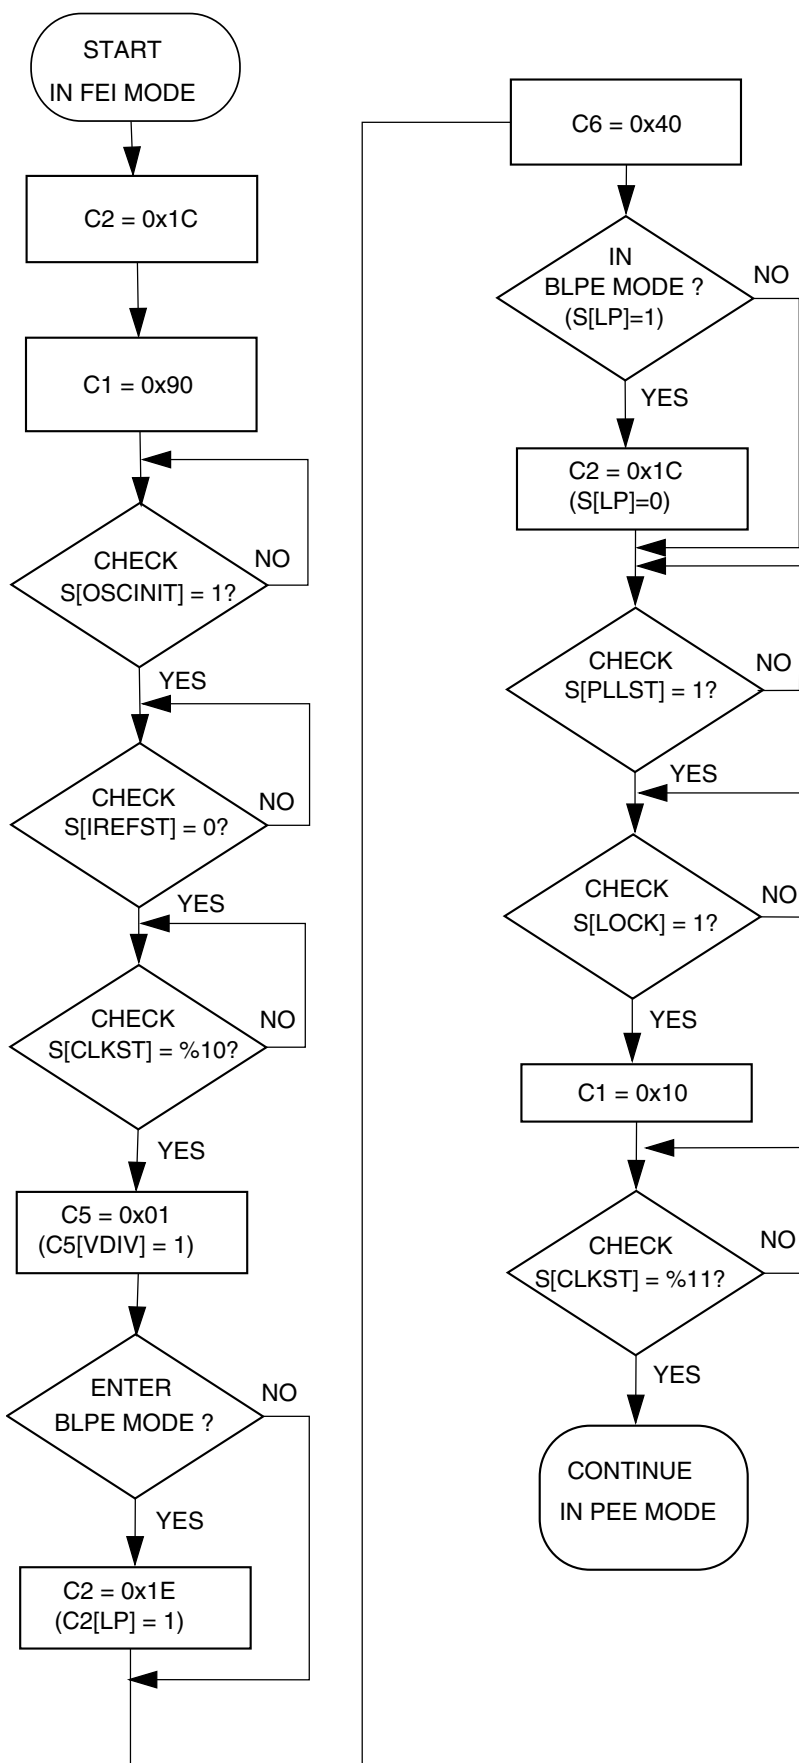 START
IN FEI MODE
C2 = 0x1C
C1 = 0x90
CHECK
S[OSCINIT] = 1?
NO
YES
CHECK
S[IREFST] = 0?
NO
YES
CHECK
S[CLKST] = %10?
NO
YES
C5 = 0x01
(C5[VDIV] = 1)
ENTER
BLPE MODE ?
NO
YES
C2 = 0x1E
(C2[LP] = 1)
C6 = 0x40
IN
BLPE MODE ?
(S[LP]=1)
NO
YES
C2 = 0x1C
(S[LP]=0)
CHECK
S[PLLST] = 1?
NO
YES
CHECK
S[LOCK] = 1?
NO
YES
C1 = 0x10
CHECK
S[CLKST] = %11?
NO
YES
CONTINUE
IN PEE MODE